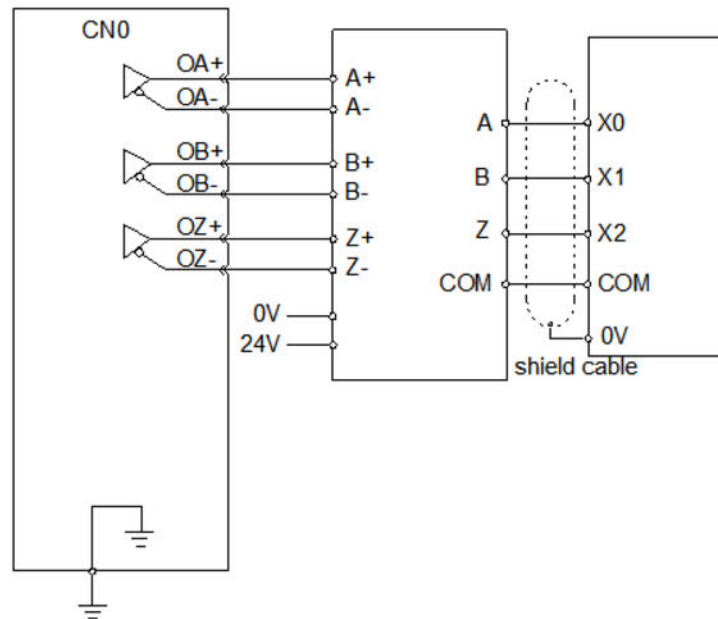 CN0
OA+
OA-
OB+
OB-
OZ+
OZ-
A+
A-
B+
B-
Z+
Z-
0V
24V
A
B
Z
COM
X0
X1
X2
COM
0V
shield cable